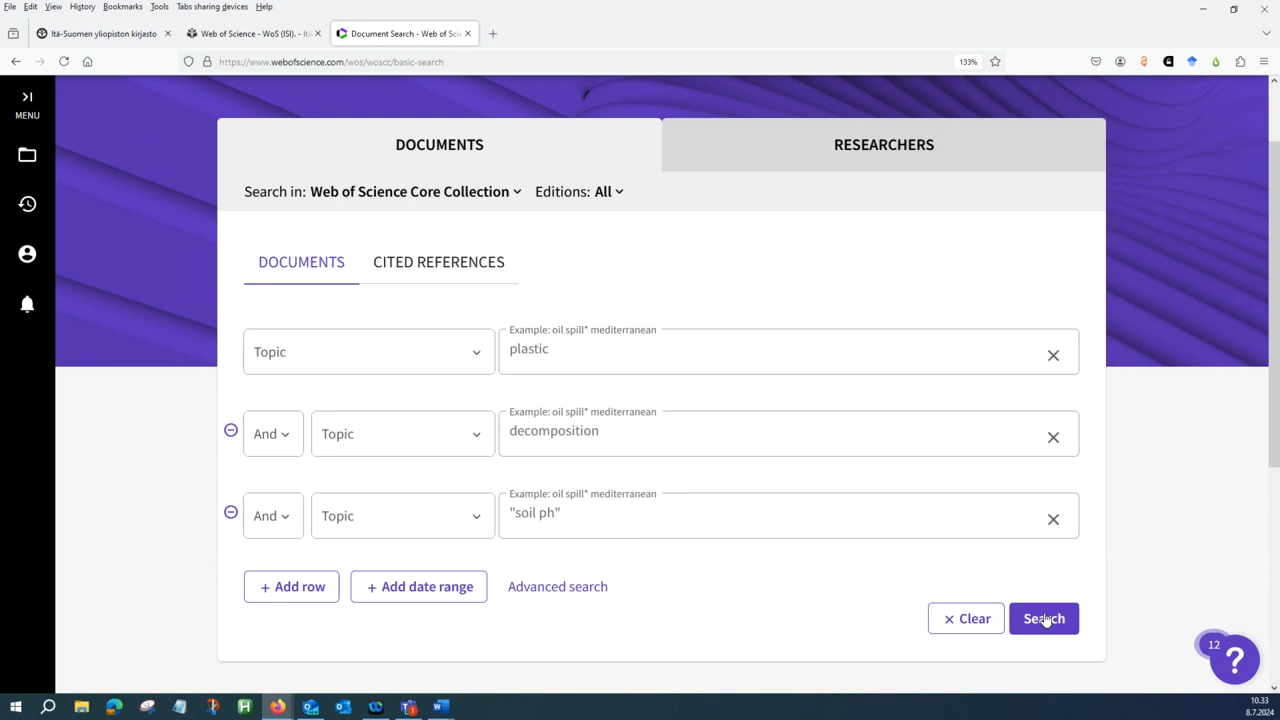 File Edit View History Bookmarks Tools Tabs sharing devices Help
Itä-Suomen yliopiston kirjasto
Web of Science - WoS (ISI). - Itä
Document Search - Web of Scie
https://www.webofscience.com/wos/woscc/basic-search
133%
MENU
DOCUMENTS
RESEARCHERS
Search in: Web of Science Core Collection
Editions: All
DOCUMENTS
CITED REFERENCES
Topic
Example: oil spill* mediterranean
plastic
And
Topic
Example: oil spill* mediterranean
decomposition
And
Topic
Example: oil spill* mediterranean
"soil ph"
+ Add row
+ Add date range
Advanced search
× Clear
Search
12
?
10.33
8.7.2024